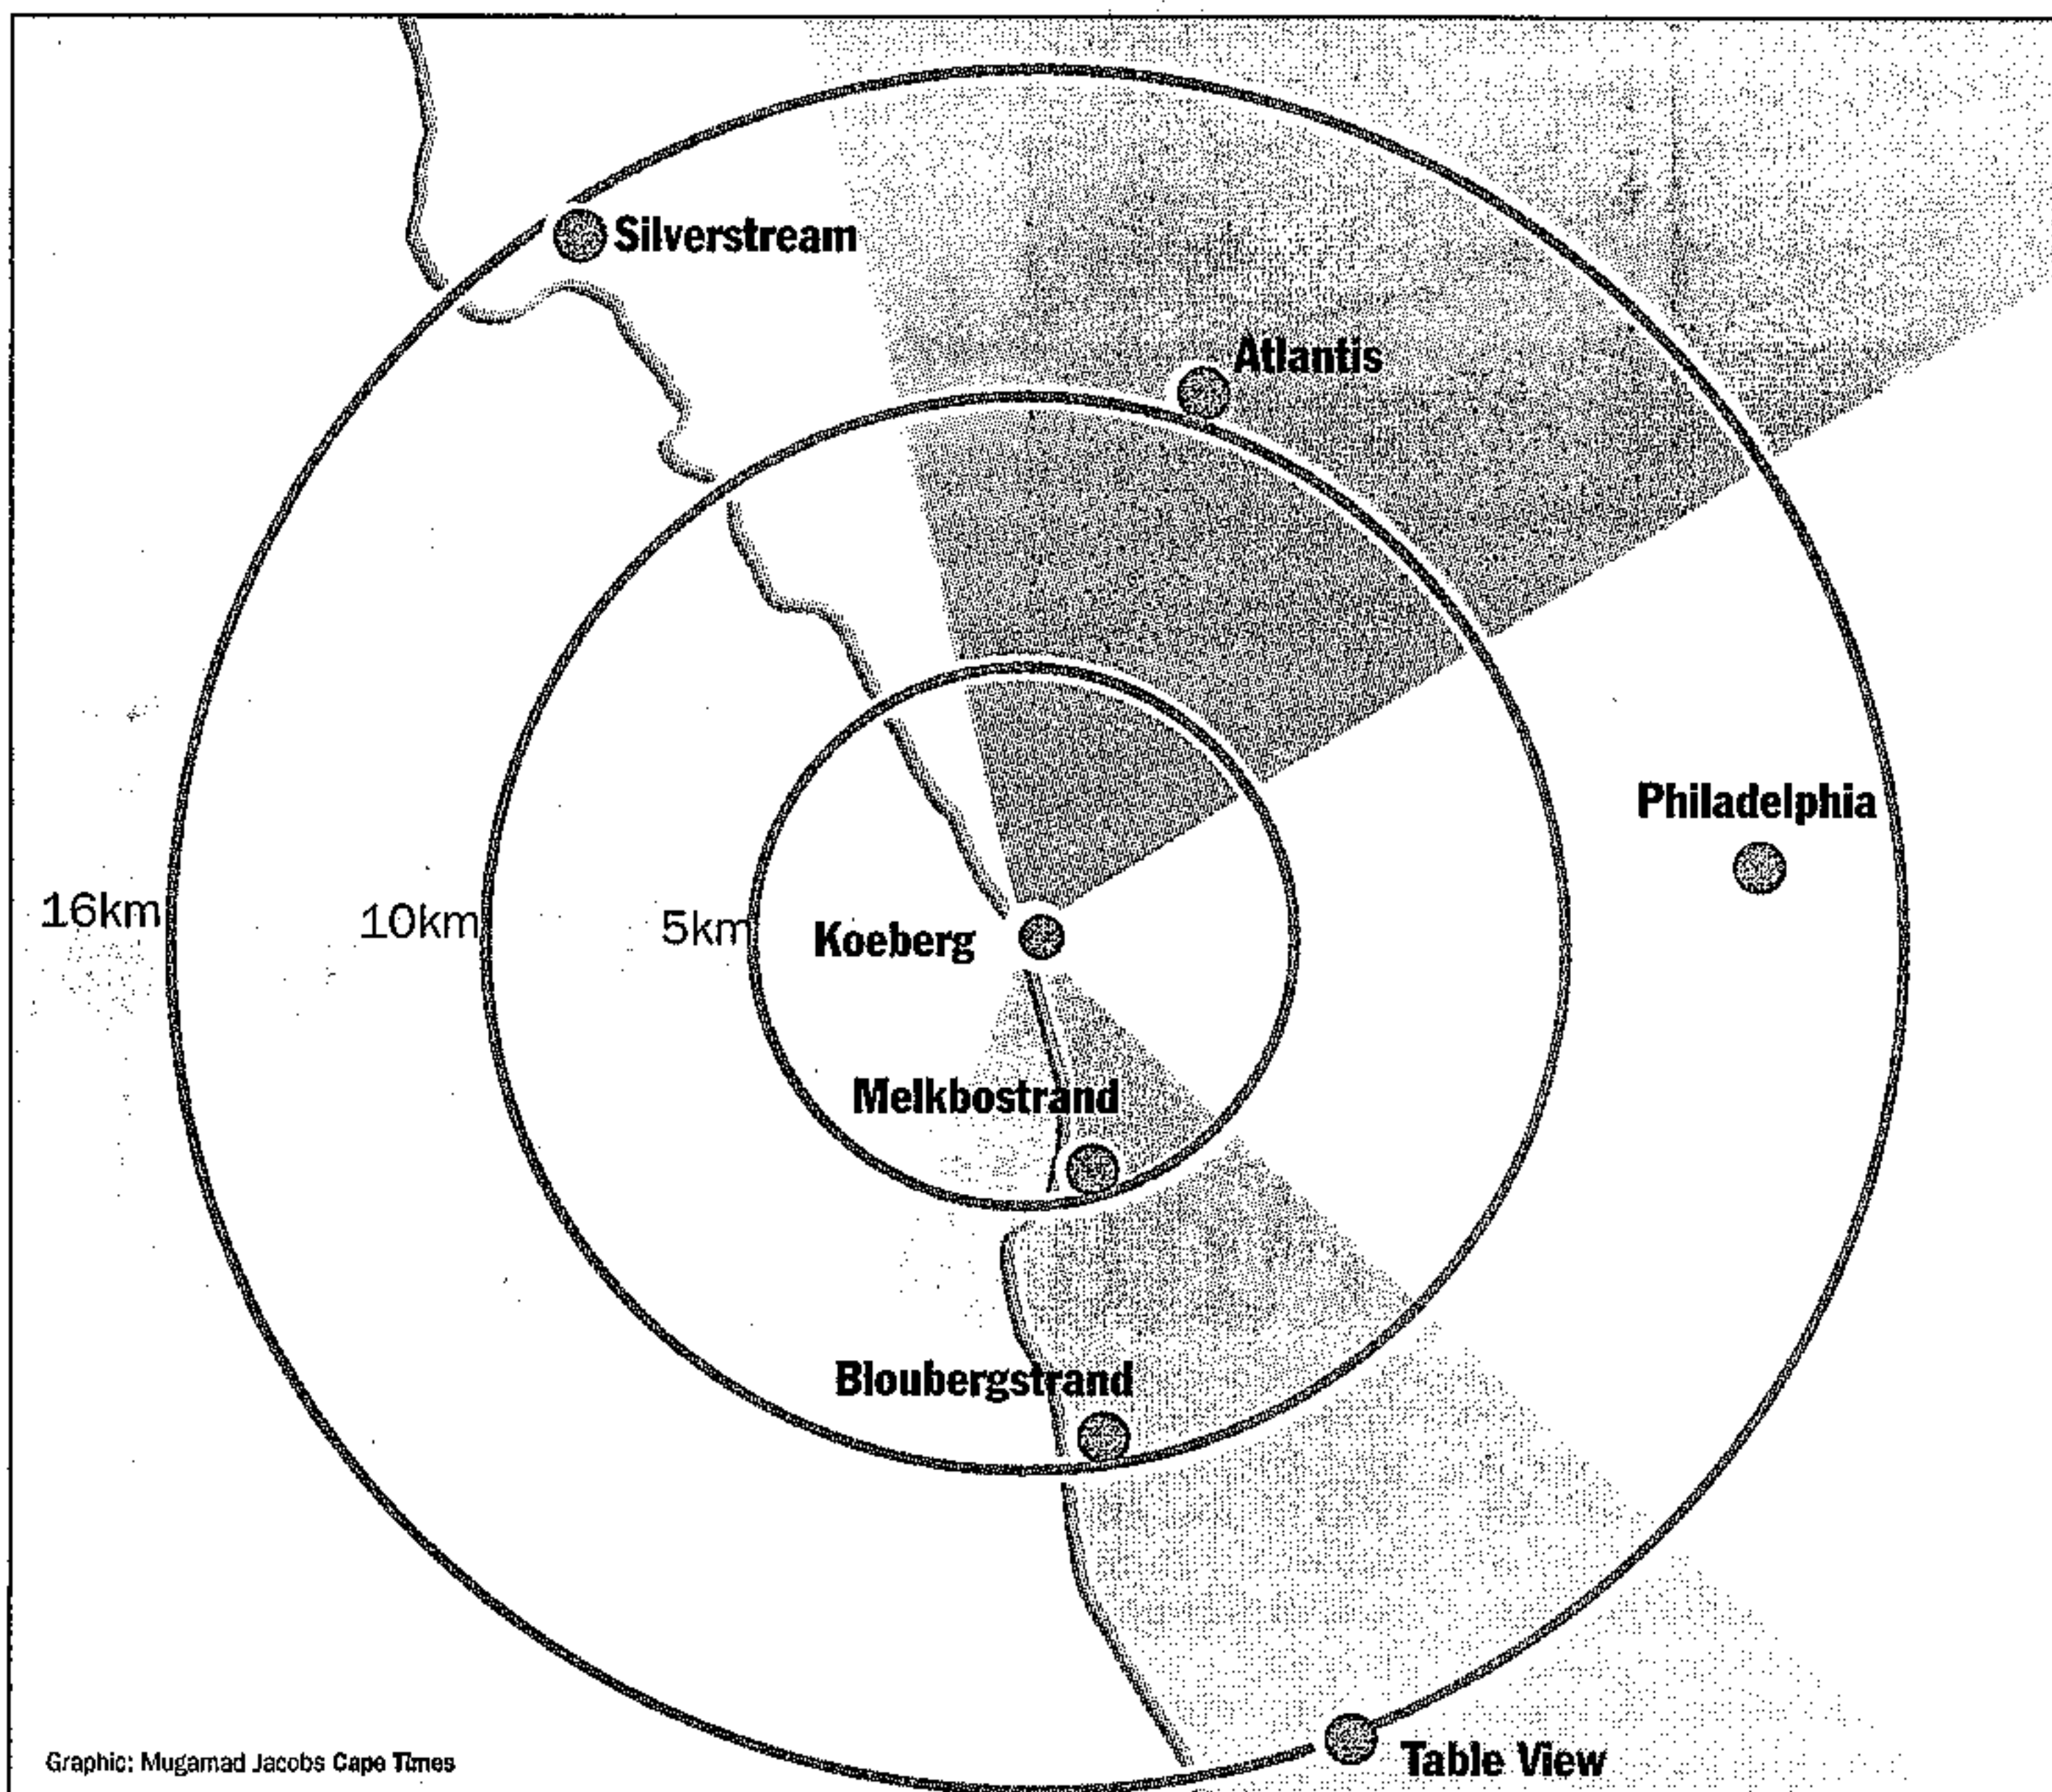 Silverstream
Atlantis
Philadelphia
16km
10km
5km
Koeberg
Melkbostrand
Bloubergstrand
Table View
Graphic: Mugamad Jacobs Cape Times